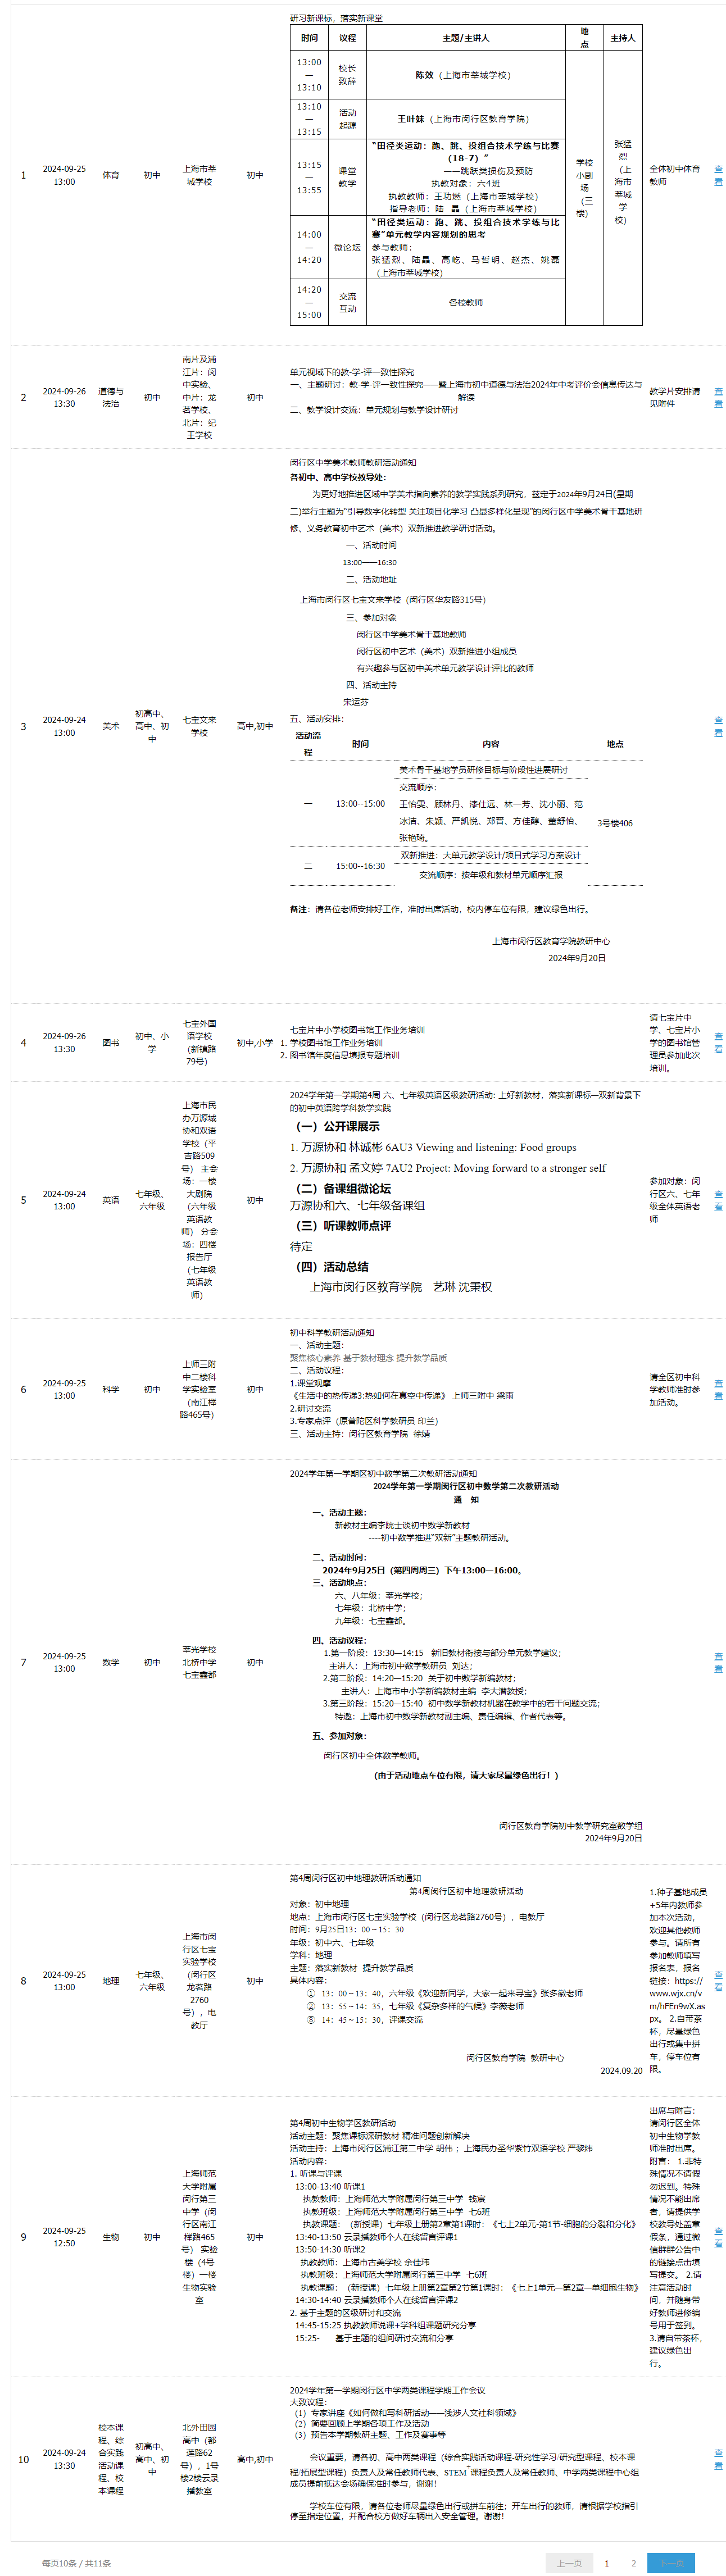 研习新课标，落实新课堂
时间 议程 主题/主讲人 地点 主持人
13:00—13:10 校长致辞 陈效（上海市莘城学校）
13:10—13:15 活动起源 王叶妹（上海市闵行区教育学院）
13:15—13:55 课堂教学 “田径类运动：跑、跳、投组合技术学练与比赛（18-7）”
——跳跃类损伤及预防
执教对象：六4班
执教教师：王功燃（上海市莘城学校）
指导老师：陆 晶（上海市莘城学校）
14:00—14:20 微论坛 “田径类运动：跑、跳、投组合技术学练与比赛”单元教学内容规划的思考
参与教师：
张猛烈、陆晶、高屹、马哲明、赵杰、姚磊（上海市莘城学校）
14:20—15:00 交流互动 各校教师
学校小剧场（三楼）
张猛烈（上海市莘城学校）
1 2024-09-25 13:00 体育 初中 上海市莘城学校 初中 全体初中体育教师 查看
2 2024-09-26 13:30 道德与法治 初中 南片及浦江片：闵中实验、中片：龙茗学校、北片：纪王学校 初中
单元视域下的教-学-评一致性探究
一、主题研讨：教-学-评一致性探究——暨上海市初中道德与法治2024年中考评价会信息传达与解读
二、教学设计交流：单元规划与教学设计研讨
教学片安排请见附件 查看
3 2024-09-24 13:00 美术 初高中、高中、初中 七宝文来学校 高中,初中 查看
闵行区中学美术教师教研活动通知
各初中、高中学校教导处：
为更好地推进区域中学美术指向素养的教学实践系列研究，兹定于2024年9月24日(星期
二)举行主题为“引导数字化转型 关注项目化学习 凸显多样化呈现”的闵行区中学美术骨干基地研
修、义务教育初中艺术（美术）双新推进教学研讨活动。
一、活动时间
13:00——16:30
二、活动地址
上海市闵行区七宝文来学校（闵行区华友路315号）
三、参加对象
闵行区中学美术骨干基地教师
闵行区初中艺术（美术）双新推进小组成员
有兴趣参与区初中美术单元教学设计评比的教师
四、活动主持
宋运芬
五、活动安排：
活动流程 时间 内容 地点
一 13:00--15:00 美术骨干基地学员研修目标与阶段性进展研讨
交流顺序：
王怡雯、顾林丹、漆仕远、林一芳、沈小丽、范
冰洁、朱颖、严凯悦、郑晋、方佳醇、董舒怡、
张艳琦。
3号楼406
二 15:00--16:30 双新推进：大单元教学设计/项目式学习方案设计
交流顺序：按年级和教材单元顺序汇报
备注：请各位老师安排好工作，准时出席活动，校内停车位有限，建议绿色出行。
上海市闵行区教育学院教研中心
2024年9月20日
4 2024-09-26 13:30 图书 初中、小学 七宝外国语学校（新镇路79号） 初中,小学
七宝片中小学校图书馆工作业务培训
1. 学校图书馆工作业务培训
2. 图书馆年度信息填报专题培训
请七宝片中学、七宝片小学的图书馆管理员参加此次培训。 查看
5 2024-09-24 13:00 英语 七年级、六年级 上海市民办万源城协和双语学校（平吉路509号） 主会场：一楼大剧院（六年级英语教师） 分会场：四楼报告厅（七年级英语教师） 初中
2024学年第一学期第4周 六、七年级英语区级教研活动: 上好新教材，落实新课标—双新背景下
的初中英语跨学科教学实践
（一）公开课展示
1. 万源协和 林诚彬 6AU3 Viewing and listening: Food groups
2. 万源协和 孟文婷 7AU2 Project: Moving forward to a stronger self
（二）备课组微论坛
万源协和六、七年级备课组
（三）听课教师点评
待定
（四）活动总结
上海市闵行区教育学院 艺琳 沈秉权
参加对象：闵行区六、七年级全体英语老师 查看
6 2024-09-25 13:00 科学 初中 上师三附中二楼科学实验室（南江桦路465号） 初中
初中科学教研活动通知
一、活动主题：
聚焦核心素养 基于教材理念 提升教学品质
二、活动议程：
1.课堂观摩
《生活中的热传递3:热如何在真空中传递》 上师三附中 梁雨
2.研讨交流
3.专家点评（原普陀区科学教研员 印兰）
三、活动主持：闵行区教育学院 徐婧
请全区初中科学教师准时参加活动。 查看
7 2024-09-25 13:00 数学 初中 莘光学校 北桥中学 七宝鑫都 初中 查看
2024学年第一学期区初中数学第二次教研活动通知
2024学年第一学期闵行区初中数学第二次教研活动
通 知
一、活动主题：
新教材主编李院士谈初中数学新教材
----初中数学推进“双新”主题教研活动。
二、活动时间：
2024年9月25日（第四周周三）下午13:00—16:00。
三、活动地点：
六、八年级：莘光学校；
七年级：北桥中学；
九年级：七宝鑫都。
四、活动议程：
1.第一阶段：13:30—14:15 新旧教材衔接与部分单元教学建议；
主讲人：上海市初中数学教研员 刘达；
2.第二阶段：14:20—15:20 关于初中数学新编教材；
主讲人：上海市中小学新编教材主编 李大潜教授；
3.第三阶段：15:20—15:40 初中数学新教材机器在教学中的若干问题交流；
特邀：上海市初中数学新教材副主编、责任编辑、作者代表等。
五、参加对象：
闵行区初中全体数学教师。
(由于活动地点车位有限，请大家尽量绿色出行！)
闵行区教育学院初中教学研究室数学组
2024年9月20日
8 2024-09-25 13:00 地理 七年级、六年级 上海市闵行区七宝实验学校（闵行区龙茗路2760号），电教厅 初中
第4周闵行区初中地理教研活动通知
第4周闵行区初中地理教研活动
对象：初中地理
地点：上海市闵行区七宝实验学校（闵行区龙茗路2760号），电教厅
时间：9月25日13：00～15：30
年级：初中六、七年级
学科：地理
主题：落实新教材 提升教学品质
具体内容：
① 13：00～13：40，六年级《欢迎新同学，大家一起来寻宝》张多緻老师
② 13：55～14：35，七年级《复杂多样的气候》李薇老师
③ 14：45～15：30，评课交流
闵行区教育学院 教研中心
2024.09.20
1.种子基地成员+5年内教师参加本次活动，欢迎其他教师参与。请所有参加教师填写报名表，报名链接：https://www.wjx.cn/vm/hFEn9wX.aspx。 2.自带茶杯，尽量绿色出行或集中拼车，停车位有限。 查看
9 2024-09-25 12:50 生物 初中 上海师范大学附属闵行第三中学（闵行区南江桦路465号） 实验楼（4号楼）一楼生物实验室 初中
第4周初中生物学区教研活动
活动主题：聚焦课标深研教材 精准问题创新解决
活动主持：上海市闵行区浦江第二中学 胡伟 ；上海民办圣华紫竹双语学校 严黎炜
活动内容：
1. 听课与评课
13:00-13:40 听课1
执教教师：上海师范大学附属闵行第三中学 钱宸
执教班级：上海师范大学附属闵行第三中学 七6班
执教课题：（新授课）七年级上册第2章第1课时：《七上2单元-第1节-细胞的分裂和分化》
13:40-13:50 云录播教师个人在线留言评课1
13:50-14:30 听课2
执教教师：上海市古美学校 余佳玮
执教班级：上海师范大学附属闵行第三中学 七6班
执教课题：（新授课）七年级上册第2章第2节第1课时：《七上1单元—第2章—单细胞生物》
14:30-14:40 云录播教师个人在线留言评课2
2. 基于主题的区级研讨和交流
14:45-15:25 执教教师说课+学科组课题研究分享
15:25- 基于主题的组间研讨交流和分享
出席与附言：请闵行区全体初中生物学教师准时出席。附言： 1.非特殊情况不请假勿迟到。特殊情况不能出席者，请提供学校教导处盖章假条，通过微信群群公告中的链接点击填写提交。 2.请注意活动时间，并随身带好教师进修编号用于签到。 3.请自带茶杯，建议绿色出行。 查看
10 2024-09-24 13:30 校本课程、综合实践活动课程、校本课程 初高中、高中、初中 北外田园高中（都莲路62号），1号楼2楼云录播教室 高中,初中 查看
2024学年第一学期闵行区中学两类课程学期工作会议
大致议程：
（1）专家讲座《如何做和写科研活动——浅涉人文社科领域》
（2）简要回顾上学期各项工作及活动
（3）预告本学期教研主题、工作及赛事等
会议重要，请各初、高中两类课程（综合实践活动课程-研究性学习/研究型课程、校本课
程/拓展型课程）负责人及常任教师代表、STEM+课程负责人及常任教师、中学两类课程中心组
成员提前抵达会场确保准时参与，谢谢！
学校车位有限，请各位老师尽量绿色出行或拼车前往；开车出行的教师，请根据学校指引
停至指定位置，并配合校方做好车辆出入安全管理。谢谢！
每页10条 / 共11条
上一页 1 2 下一页